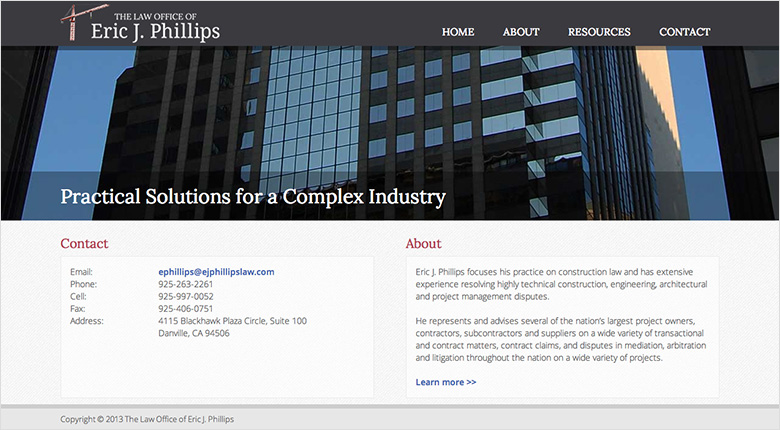 THE LAW OFFICE OF
Eric J. Phillips
HOME ABOUT RESOURCES CONTACT
Practical Solutions for a Complex Industry
Contact
Email: ephillips@ejphillipslaw.com
Phone: 925-263-2261
Cell: 925-997-0052
Fax: 925-406-0751
Address: 4115 Blackhawk Plaza Circle, Suite 100
Danville, CA 94506
About
Eric J. Phillips focuses his practice on construction law and has extensive
experience resolving highly technical construction, engineering, architectural
and project management disputes.
He represents and advises several of the nation's largest project owners,
contractors, subcontractors and suppliers on a wide variety of transactional
and contract matters, contract claims, and disputes in mediation, arbitration
and litigation throughout the nation on a wide variety of projects.
Learn more >>
Copyright © 2013 The Law Office of Eric J. Phillips